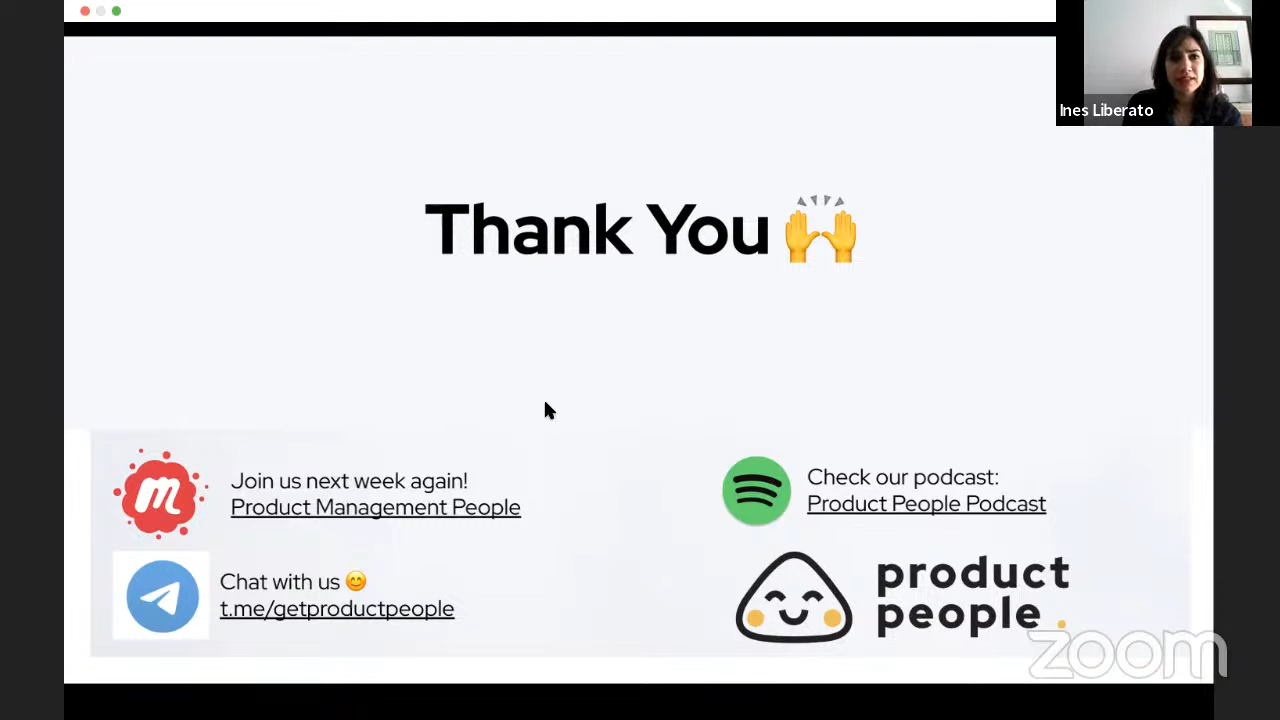 Ines Liberato
Thank You 🙌
Join us next week again!
Product Management People
Check our podcast:
Product People Podcast
Chat with us 😊
t.me/getproductpeople
product
people.
zoom